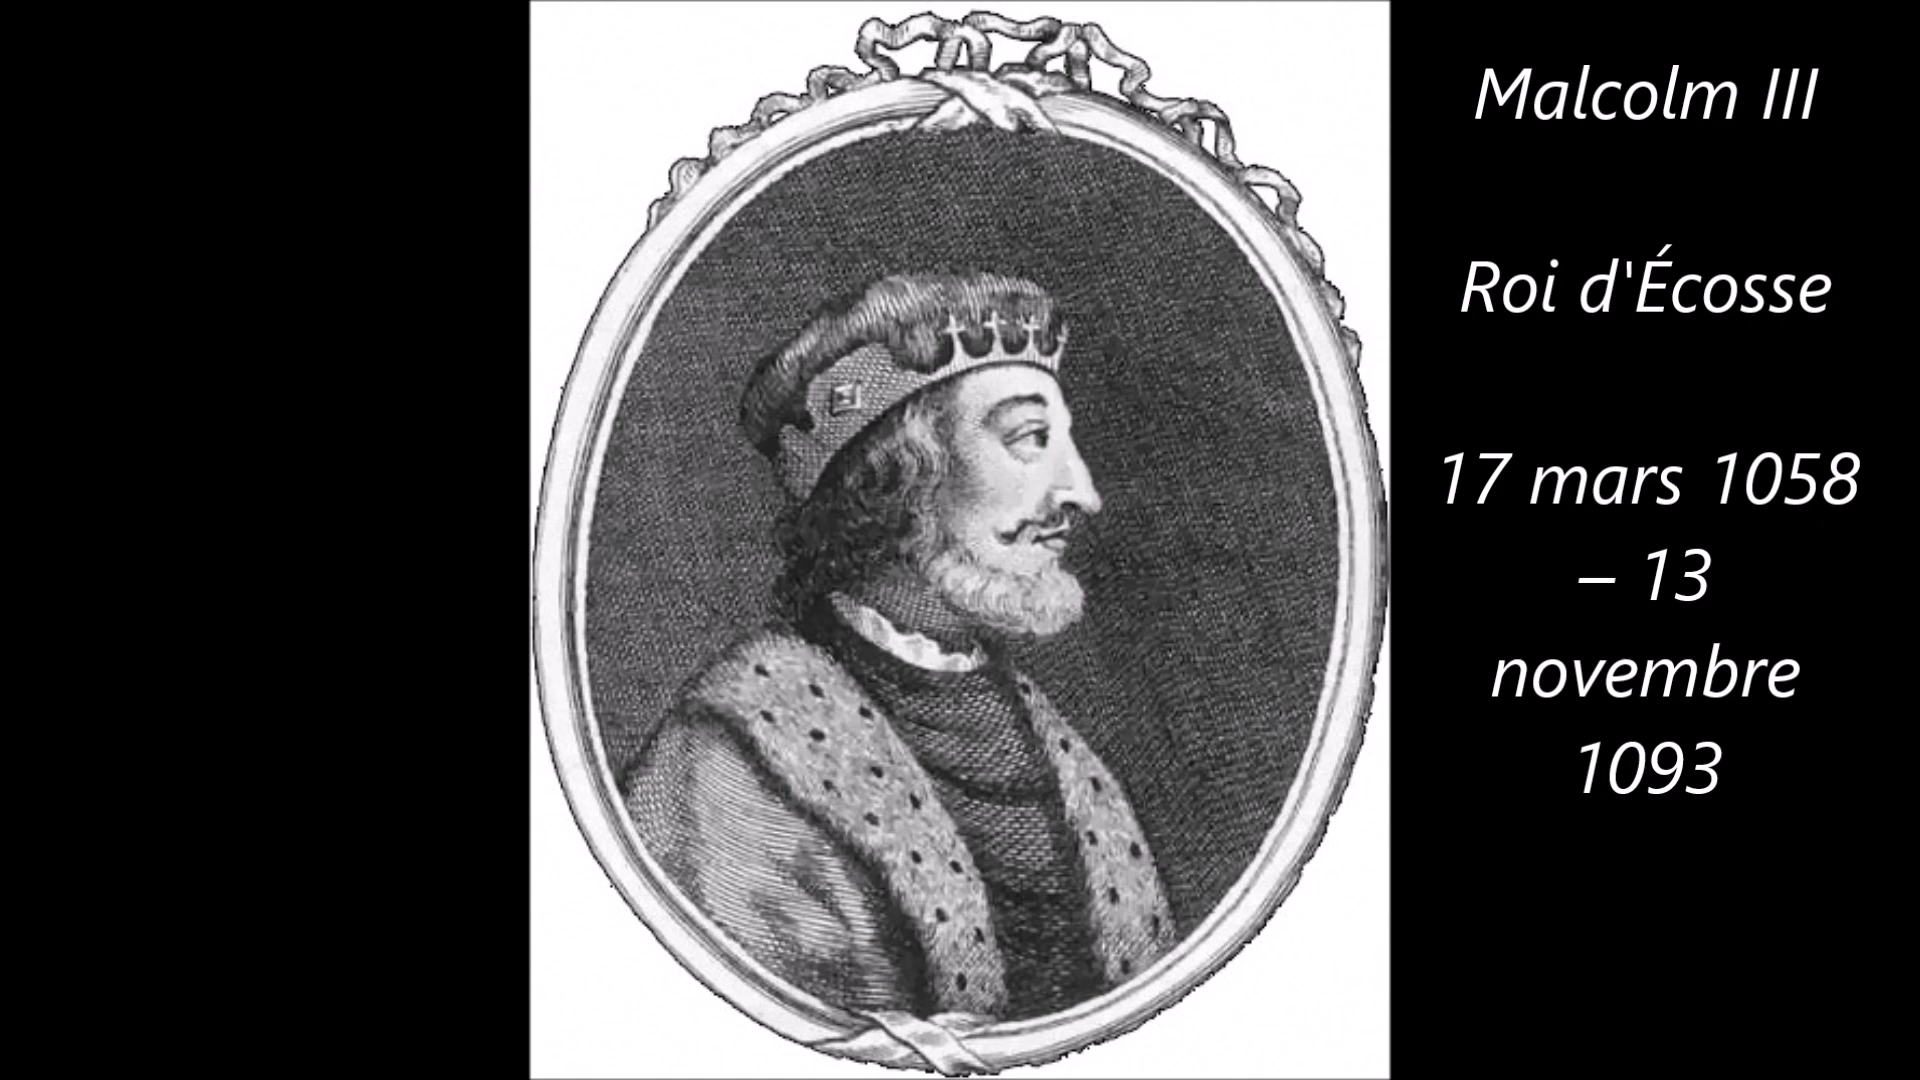 Malcolm III
Roi d'Écosse
17 mars 1058
– 13
novembre
1093